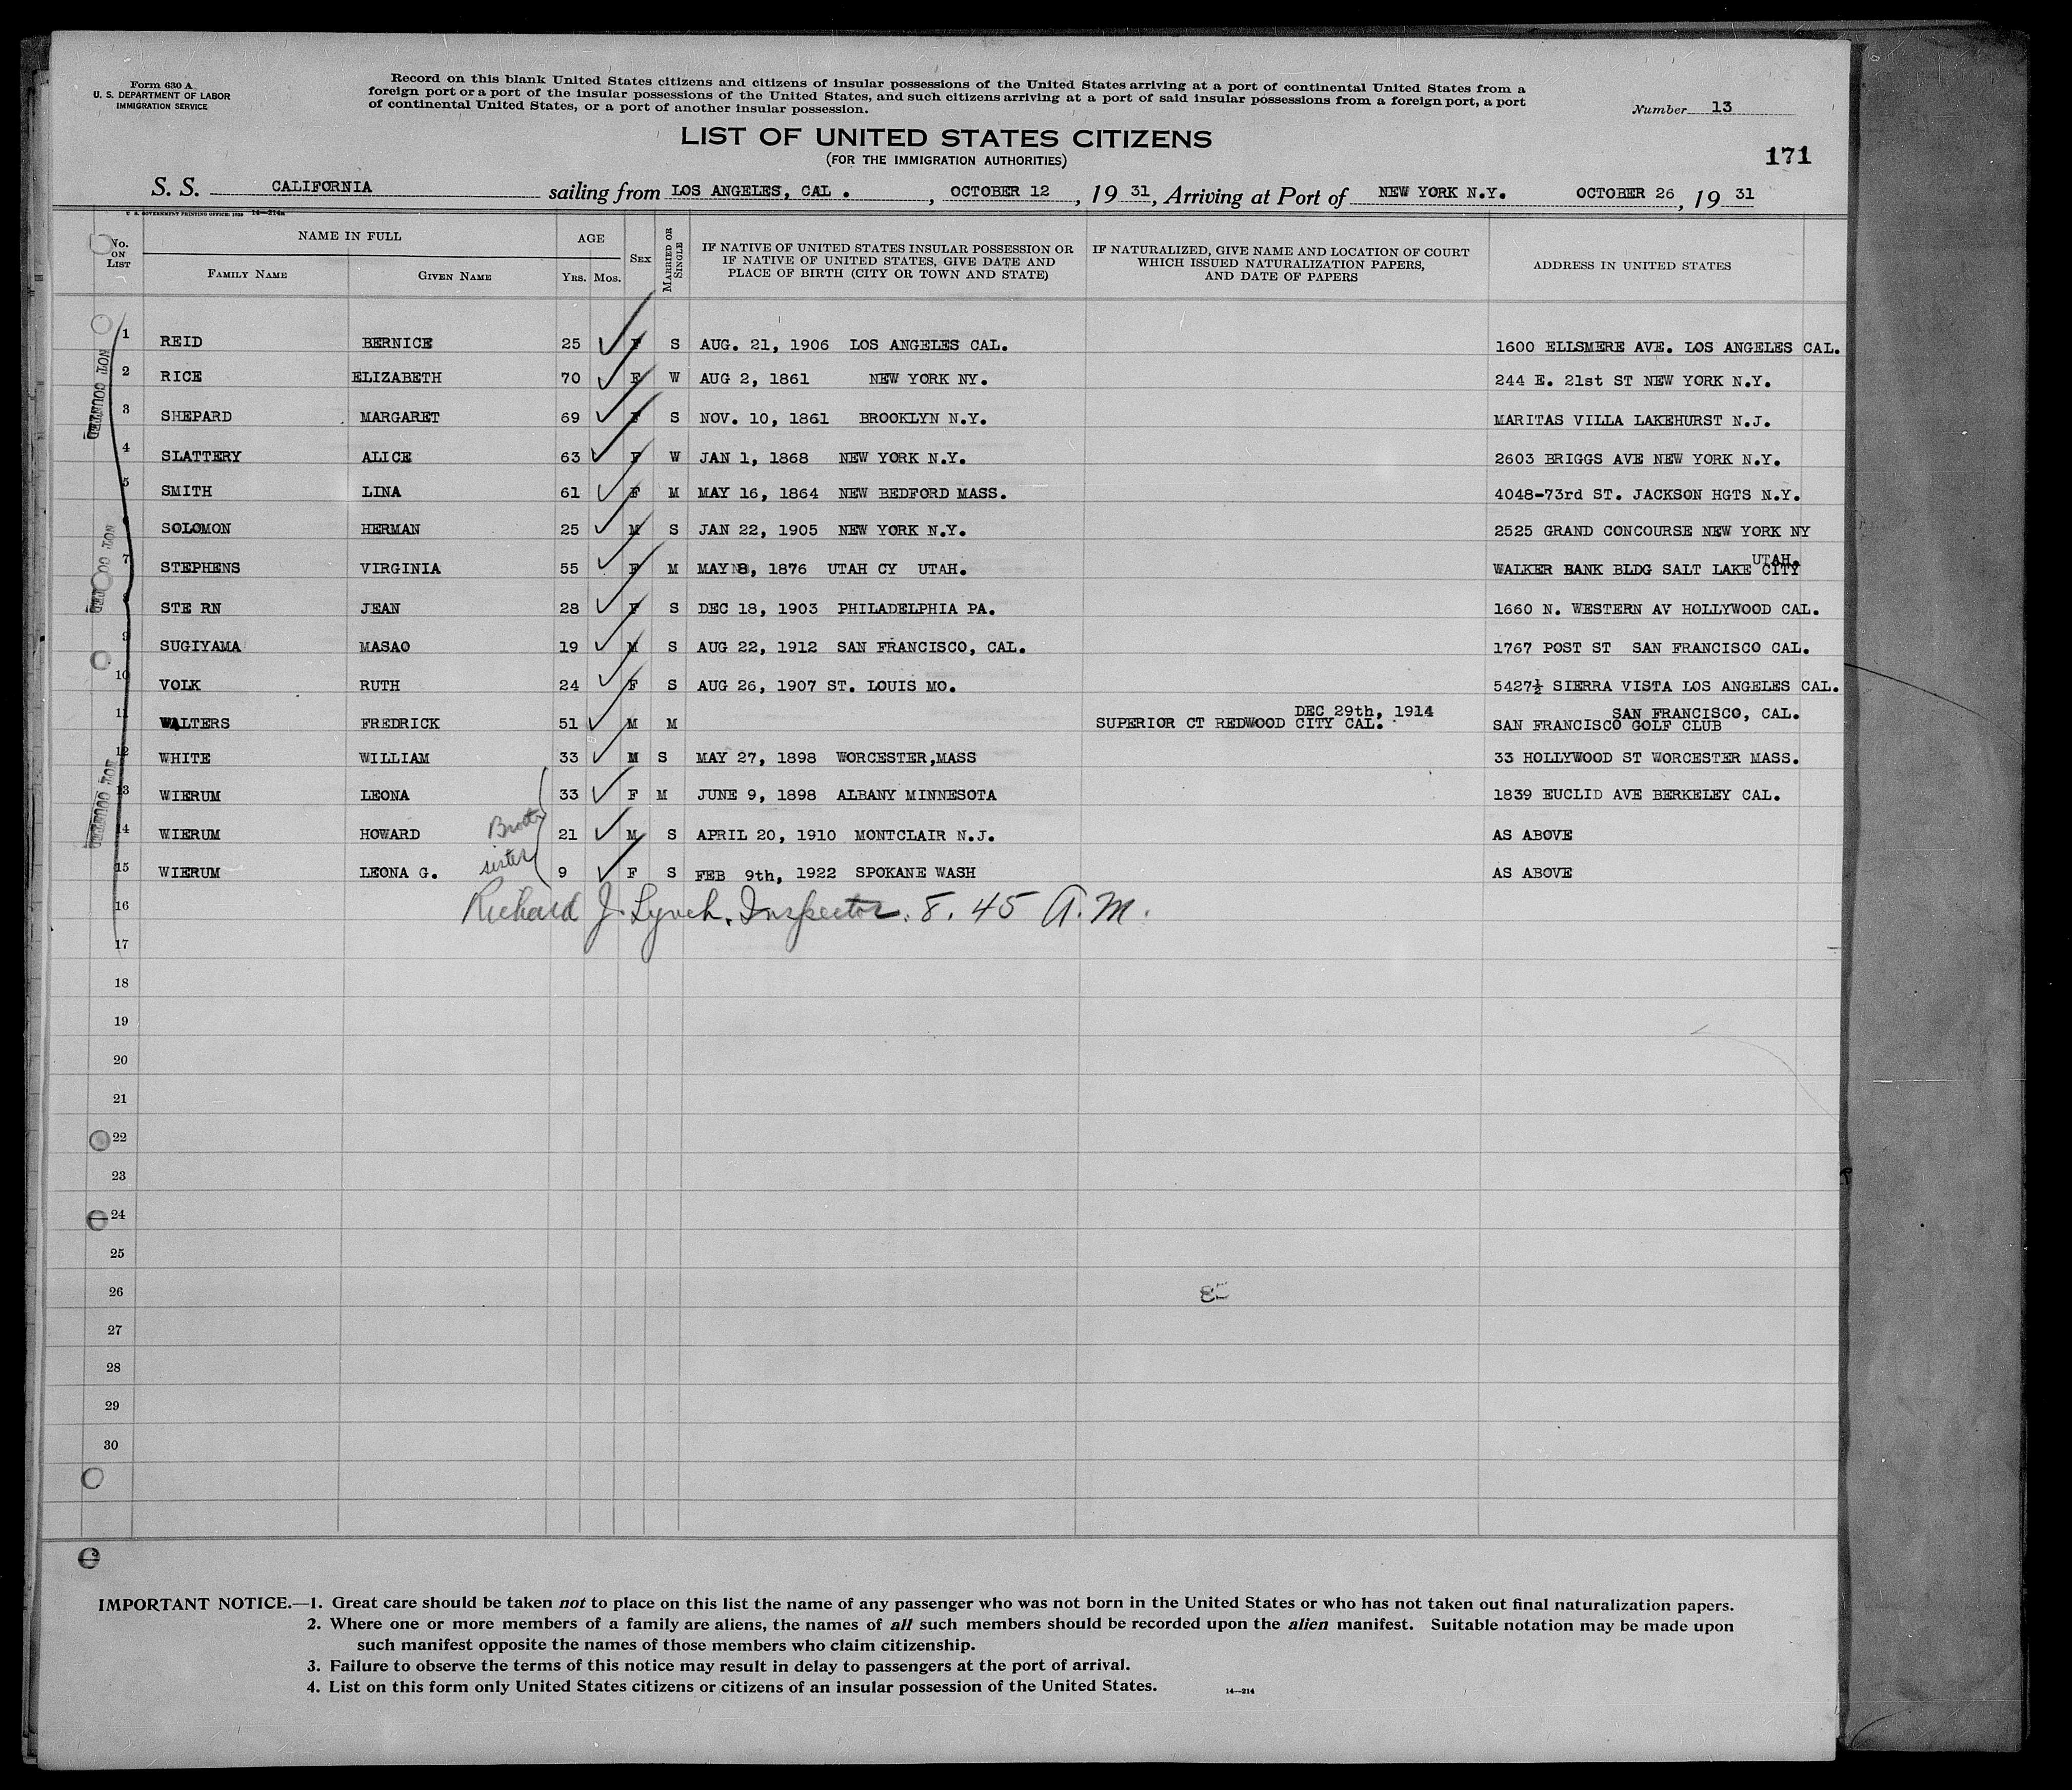 Form 630 A
U. S. DEPARTMENT OF LABOR
IMMIGRATION SERVICE
Record on this blank United States citizens and citizens of insular possessions of the United States arriving at a port of continental United States from a
foreign port or a port of the insular possessions of the United States, and such citizens arriving at a port of said insular possessions from a foreign port, a port
of continental United States, or a port of another insular possession.
Number 13
LIST OF UNITED STATES CITIZENS
(FOR THE IMMIGRATION AUTHORITIES)
171
S. S. CALIFORNIA sailing from LOS ANGELES, CAL . , OCTOBER 12 , 19 31, Arriving at Port of NEW YORK N.Y. OCTOBER 26 , 19 31
U. S. GOVERNMENT PRINTING OFFICE: 14—214
No. ON LIST NAME IN FULL AGE SEX MARRIED OR SINGLE IF NATIVE OF UNITED STATES INSULAR POSSESSION OR IF NATIVE OF UNITED STATES, GIVE DATE AND PLACE OF BIRTH (CITY OR TOWN AND STATE) IF NATURALIZED, GIVE NAME AND LOCATION OF COURT WHICH ISSUED NATURALIZATION PAPERS, AND DATE OF PAPERS ADDRESS IN UNITED STATES
FAMILY NAME GIVEN NAME YRS. MOS.
1 REID BERNICE 25 F S AUG. 21, 1906 LOS ANGELES CAL. 1600 ELLSMERE AVE. LOS ANGELES CAL.
2 RICE ELIZABETH 70 F W AUG 2, 1861 NEW YORK NY. 244 E. 21st ST NEW YORK N.Y.
3 SHEPARD MARGARET 69 F S NOV. 10, 1861 BROOKLYN N.Y. MARITAS VILLA LAKEHURST N.J.
4 SLATTERY ALICE 63 F W JAN 1, 1868 NEW YORK N.Y. 2603 BRIGGS AVE NEW YORK N.Y.
5 SMITH LINA 61 F M MAY 16, 1864 NEW BEDFORD MASS. 4048-73rd ST. JACKSON HGTS N.Y.
6 SOLOMON HERMAN 25 M S JAN 22, 1905 NEW YORK N.Y. 2525 GRAND CONCOURSE NEW YORK NY
7 STEPHENS VIRGINIA 55 F M MAY 8, 1876 UTAH CY UTAH. WALKER BANK BLDG SALT LAKE CITY UTAH.
8 STE RN JEAN 28 F S DEC 18, 1903 PHILADELPHIA PA. 1660 N. WESTERN AV HOLLYWOOD CAL.
9 SUGIYAMA MASAO 19 M S AUG 22, 1912 SAN FRANCISCO, CAL. 1767 POST ST SAN FRANCISCO CAL.
10 VOLK RUTH 24 F S AUG 26, 1907 ST. LOUIS MO. 5427½ SIERRA VISTA LOS ANGELES CAL.
DEC 29th, 1914 SAN FRANCISCO, CAL.
11 WALTERS FREDRICK 51 M M SUPERIOR CT REDWOOD CITY CAL. SAN FRANCISCO GOLF CLUB
12 WHITE WILLIAM 33 M S MAY 27, 1898 WORCESTER,MASS 33 HOLLYWOOD ST WORCESTER MASS.
13 WIERUM LEONA 33 F M JUNE 9, 1898 ALBANY MINNESOTA 1839 EUCLID AVE BERKELEY CAL.
14 WIERUM HOWARD 21 M S APRIL 20, 1910 MONTCLAIR N.J. AS ABOVE
15 WIERUM LEONA G. sister 9 F S FEB 9th, 1922 SPOKANE WASH AS ABOVE
NOT COUNTED
NOT COUNTED
16 Richard J. Lynch, Inspector. 8.45 A.M.
17
18
19
20
21
22
23
24
25
26
27
28
29
30
IMPORTANT NOTICE.—1. Great care should be taken not to place on this list the name of any passenger who was not born in the United States or who has not taken out final naturalization papers.
2. Where one or more members of a family are aliens, the names of all such members should be recorded upon the alien manifest. Suitable notation may be made upon
such manifest opposite the names of those members who claim citizenship.
3. Failure to observe the terms of this notice may result in delay to passengers at the port of arrival.
4. List on this form only United States citizens or citizens of an insular possession of the United States. 14—214